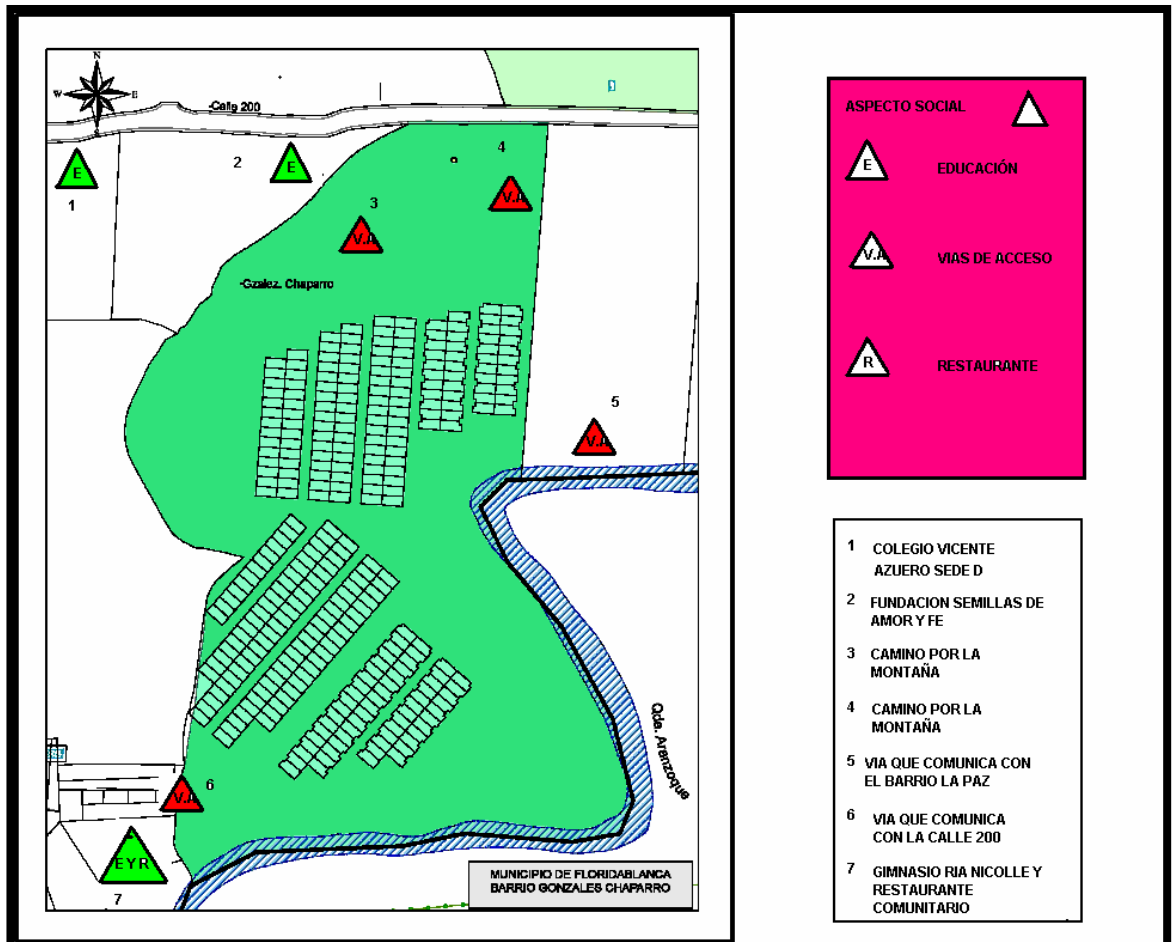 N
W E
S
-Calle 200
E
1
2
E
3
V.A
4
V.A
-Gzalez. Chaparro
5
V.A
Qda. Aranzoque
6
V.A
E Y R
7
MUNICIPIO DE FLORIDABLANCA
BARRIO GONZALES CHAPARRO
ASPECTO SOCIAL
E EDUCACIÓN
V.A VIAS DE ACCESO
R RESTAURANTE
1 COLEGIO VICENTE
AZUERO SEDE D
2 FUNDACION SEMILLAS DE
AMOR Y FE
3 CAMINO POR LA
MONTAÑA
4 CAMINO POR LA
MONTAÑA
5 VIA QUE COMUNICA CON
EL BARRIO LA PAZ
6 VIA QUE COMUNICA
CON LA CALLE 200
7 GIMNASIO RIA NICOLLE Y
RESTAURANTE
COMUNITARIO